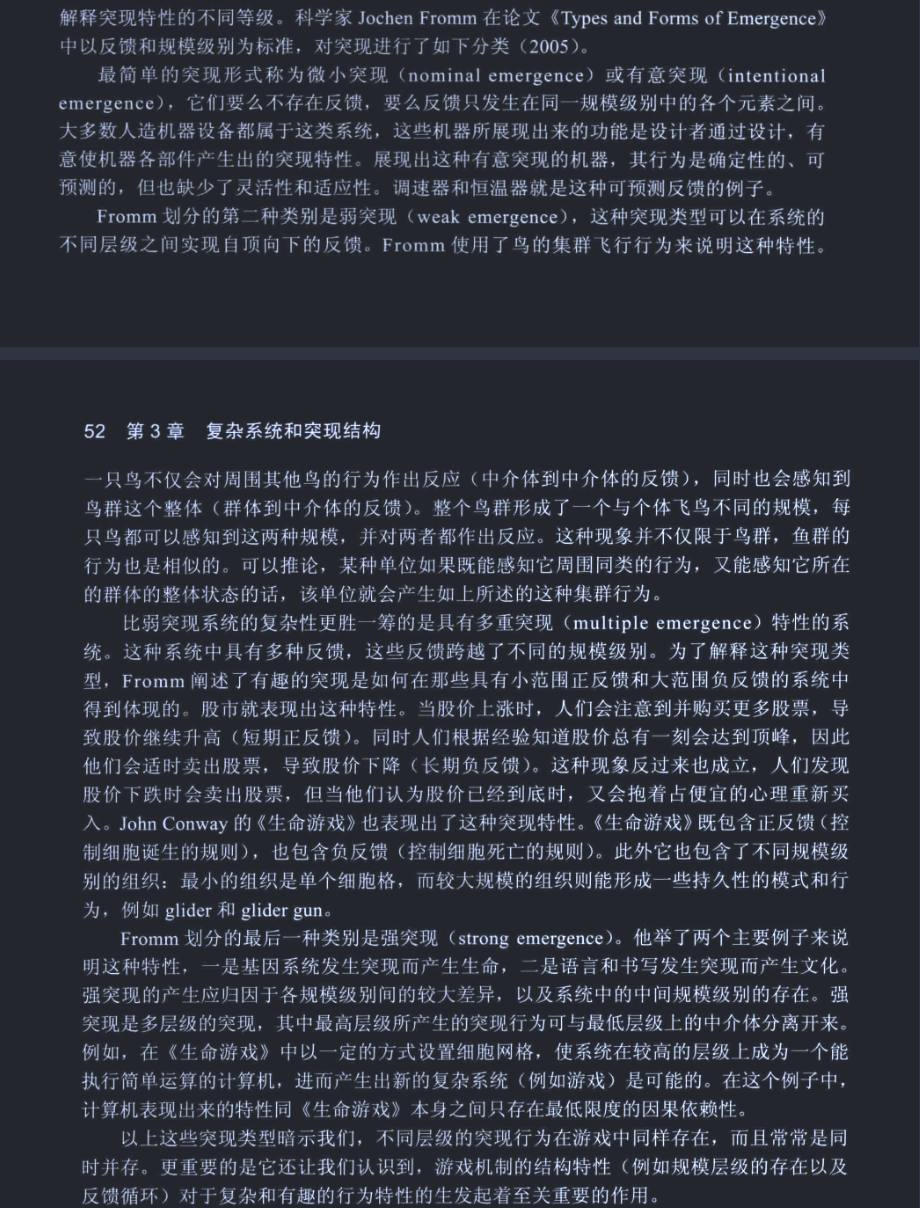 解释突现特性的不同等级。科学家 Jochen Fromm 在论文《Types and Forms of Emergence》
中以反馈和规模级别为标准，对突现进行了如下分类（2005）。
最简单的突现形式称为微小突现（nominal emergence）或有意突现（intentional
emergence），它们要么不存在反馈，要么反馈只发生在同一规模级别中的各个元素之间。
大多数人造机器设备都属于这类系统，这些机器所展现出来的功能是设计者通过设计，有
意使机器各部件产生出的突现特性。展现出这种有意突现的机器，其行为是确定性的、可
预测的，但也缺少了灵活性和适应性。调速器和恒温器就是这种可预测反馈的例子。
Fromm 划分的第二种类别是弱突现（weak emergence），这种突现类型可以在系统的
不同层级之间实现自顶向下的反馈。Fromm 使用了鸟的集群飞行行为来说明这种特性。
52 第 3 章 复杂系统和突现结构
一只鸟不仅会对周围其他鸟的行为作出反应（中介体到中介体的反馈），同时也会感知到
鸟群这个整体（群体到中介体的反馈）。整个鸟群形成了一个与个体飞鸟不同的规模，每
只鸟都可以感知到这两种规模，并对两者都作出反应。这种现象并不仅限于鸟群，鱼群的
行为也是相似的。可以推论，某种单位如果既能感知它周围同类的行为，又能感知它所在
的群体的整体状态的话，该单位就会产生如上所述的这种集群行为。
比弱突现系统的复杂性更胜一筹的是具有多重突现（multiple emergence）特性的系
统。这种系统中具有多种反馈，这些反馈跨越了不同的规模级别。为了解释这种突现类
型，Fromm 阐述了有趣的突现是如何在那些具有小范围正反馈和大范围负反馈的系统中
得到体现的。股市就表现出这种特性。当股价上涨时，人们会注意到并购买更多股票，导
致股价继续升高（短期正反馈）。同时人们根据经验知道股价总有一刻会达到顶峰，因此
他们会适时卖出股票，导致股价下降（长期负反馈）。这种现象反过来也成立，人们发现
股价下跌时会卖出股票，但当他们认为股价已经到底时，又会抱着占便宜的心理重新买
入。John Conway 的《生命游戏》也表现出了这种突现特性。《生命游戏》既包含正反馈（控
制细胞诞生的规则），也包含负反馈（控制细胞死亡的规则）。此外它也包含了不同规模级
别的组织：最小的组织是单个细胞格，而较大规模的组织则能形成一些持久性的模式和行
为，例如 glider 和 glider gun。
Fromm 划分的最后一种类别是强突现（strong emergence）。他举了两个主要例子来说
明这种特性，一是基因系统发生突现而产生生命，二是语言和书写发生突现而产生文化。
强突现的产生应归因于各规模级别间的较大差异，以及系统中的中间规模级别的存在。强
突现是多层级的突现，其中最高层级所产生的突现行为可与最低层级上的中介体分离开来。
例如，在《生命游戏》中以一定的方式设置细胞网格，使系统在较高的层级上成为一个能
执行简单运算的计算机，进而产生出新的复杂系统（例如游戏）是可能的。在这个例子中，
计算机表现出来的特性同《生命游戏》本身之间只存在最低限度的因果依赖性。
以上这些突现类型暗示我们，不同层级的突现行为在游戏中同样存在，而且常常是同
时并存。更重要的是它还让我们认识到，游戏机制的结构特性（例如规模层级的存在以及
反馈循环）对于复杂和有趣的行为特性的生发起着至关重要的作用。